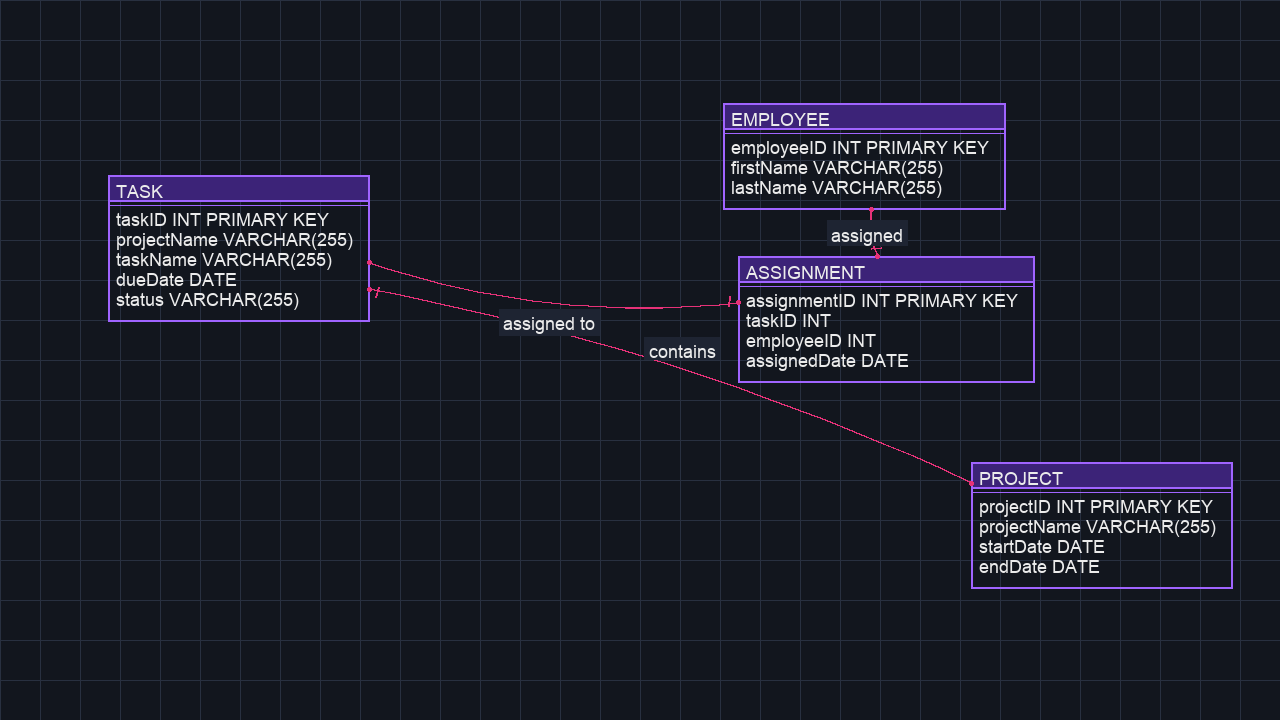 EMPLOYEE
employeeID INT PRIMARY KEY
firstName VARCHAR(255)
lastName VARCHAR(255)
TASK
taskID INT PRIMARY KEY
projectName VARCHAR(255)
taskName VARCHAR(255)
dueDate DATE
status VARCHAR(255)
assigned
ASSIGNMENT
assignmentID INT PRIMARY KEY
taskID INT
employeeID INT
assignedDate DATE
assigned to
contains
PROJECT
projectID INT PRIMARY KEY
projectName VARCHAR(255)
startDate DATE
endDate DATE